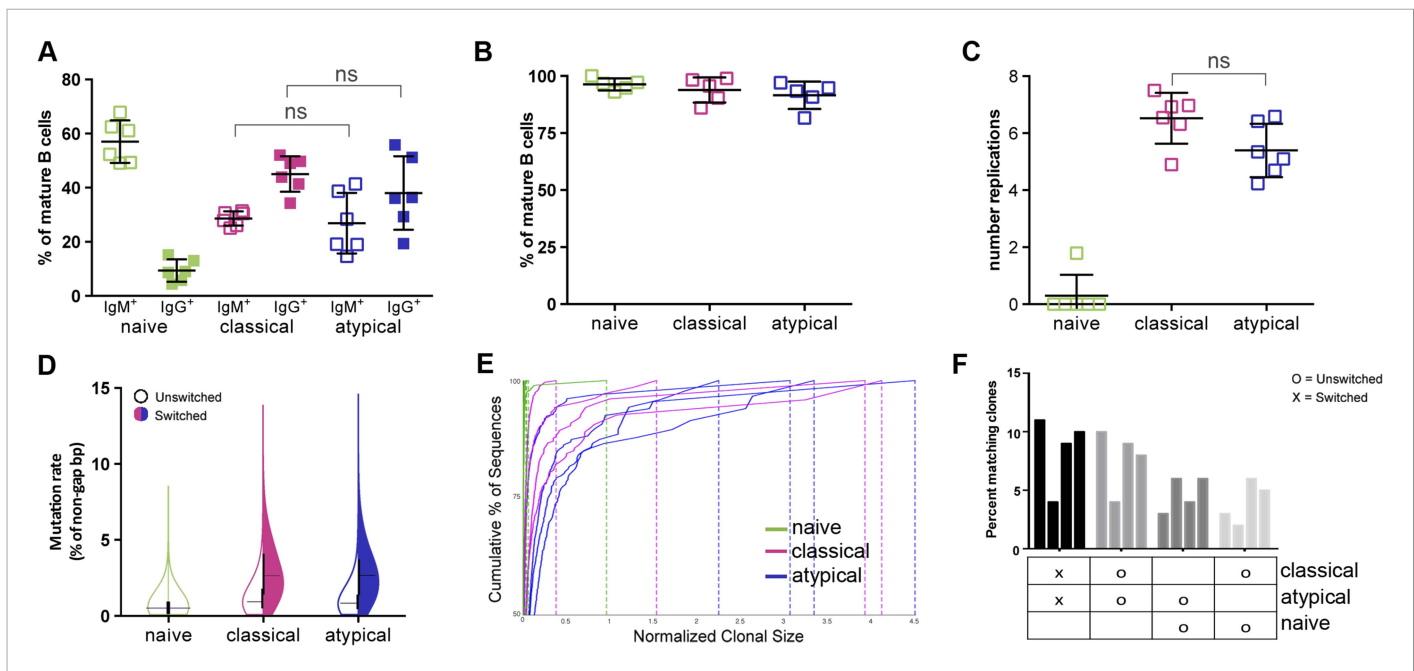 A
% of mature B cells
80
60
40
20
0
ns
ns
IgM+ IgG+ IgM+ IgG+ IgM+ IgG+
naive classical atypical
B
% of mature B cells
100
75
50
25
0
naive classical atypical
C
number replications
8
6
4
2
0
ns
naive classical atypical
D
Mutation rate
(% of non-gap bp)
15
10
5
0
Unswitched
Switched
naive classical atypical
E
Cumulative % of Sequences
100
75
50
naive
classical
atypical
0 0.5 1 1.5 2 2.5 3 3.5 4 4.5
Normalized Clonal Size
F
Percent matching clones
15
10
5
0
O = Unswitched
X = Switched
x o o classical
x o o atypical
o o naive